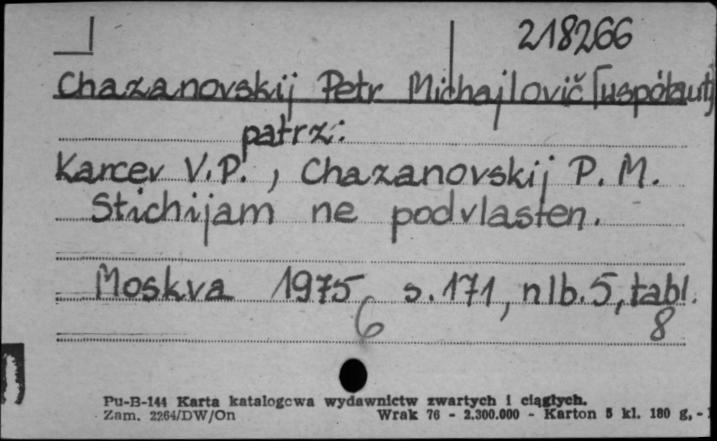 218266
Chazanovskij Petr Michajlovič [współaut]
patrz:
Karcev V.P., Chazanovskij P. M.
Stichijam ne podvlasten.
Moskva 1975 s. 171, nlb. 5, tabl.
6 8
Pu-B-144 Karta katalogowa wydawnictw zwartych i ciągłych.
Zam. 2264/DW/On Wrak 76 - 2.300.000 - Karton 5 kl. 180 g, -